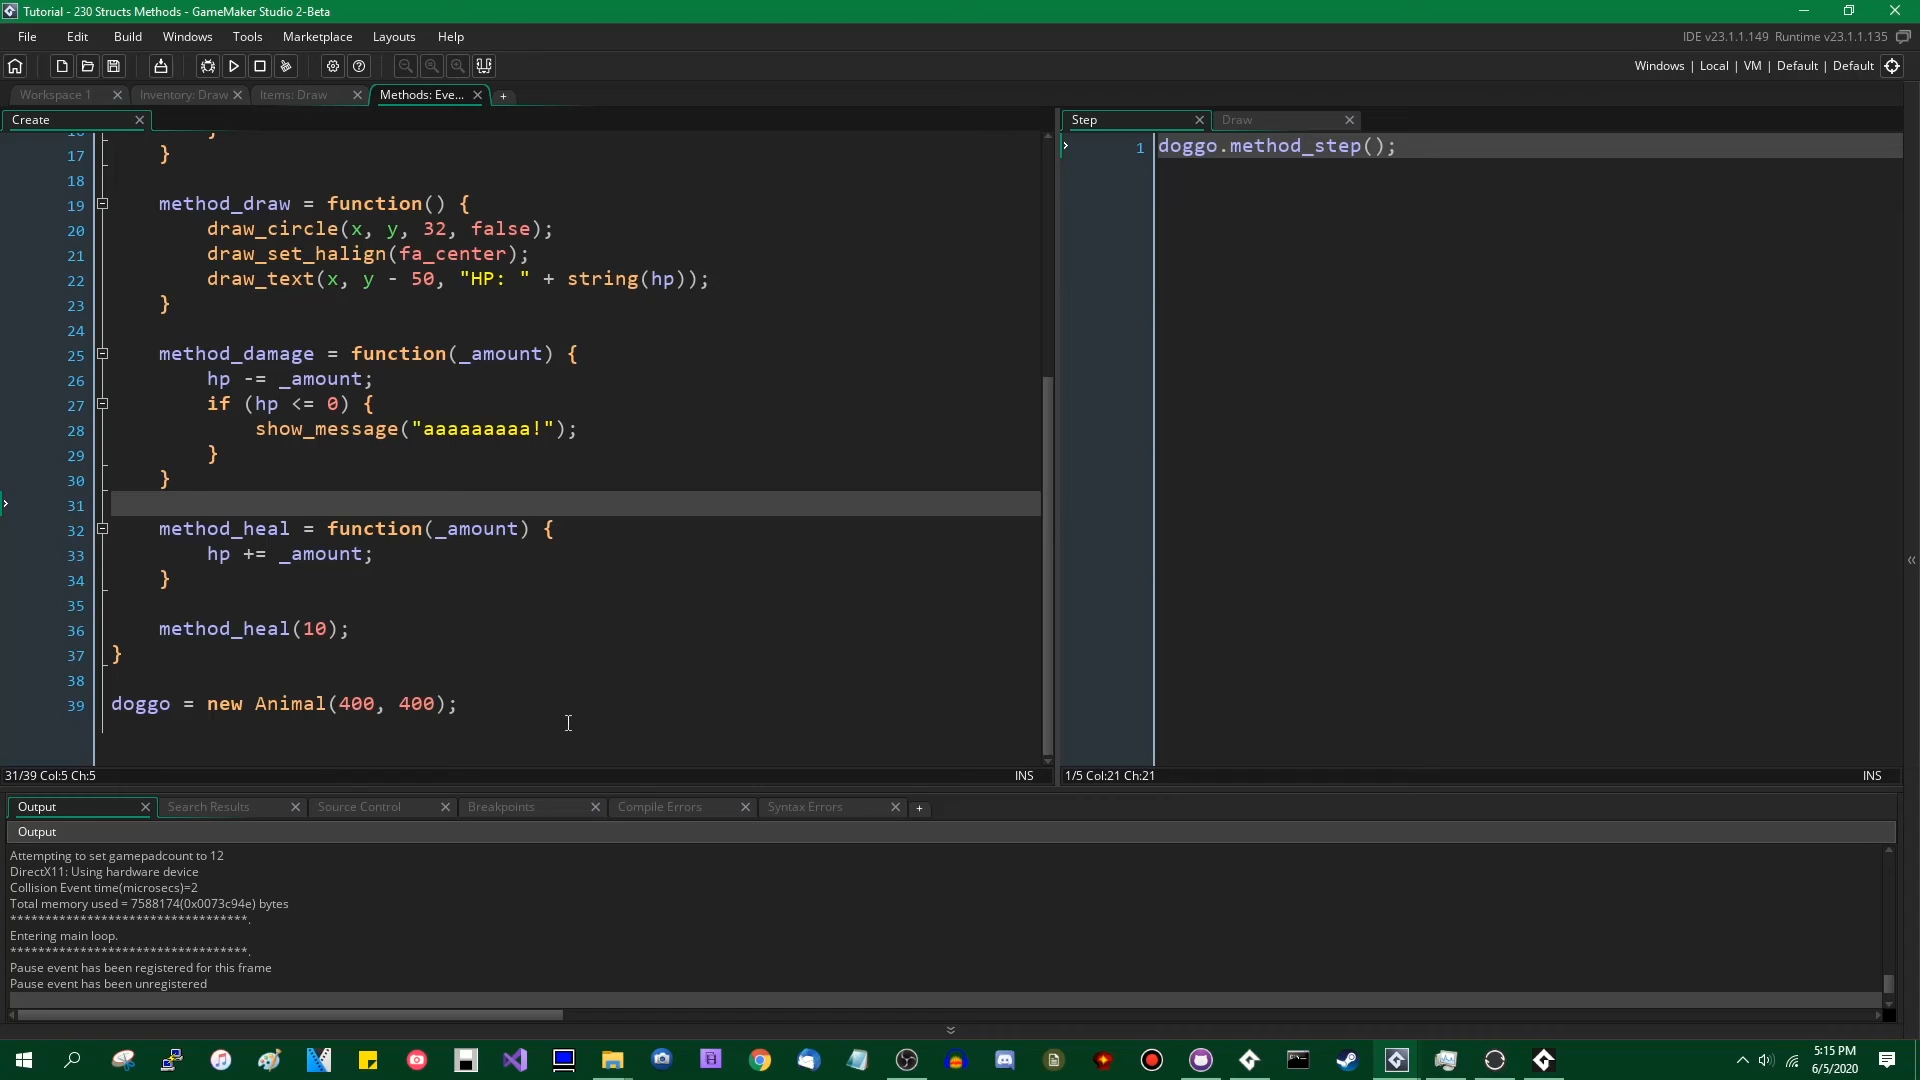 Tutorial - 230 Structs Methods - GameMaker Studio 2-Beta
File Edit Build Windows Tools Marketplace Layouts Help
IDE v23.1.1.149 Runtime v23.1.1.135
Windows | Local | VM | Default | Default
Workspace 1 Inventory: Draw Items: Draw Methods: Eve... +
Create
17 }
18
19 method_draw = function() {
20 draw_circle(x, y, 32, false);
21 draw_set_halign(fa_center);
22 draw_text(x, y - 50, "HP: " + string(hp));
23 }
24
25 method_damage = function(_amount) {
26 hp -= _amount;
27 if (hp <= 0) {
28 show_message("aaaaaaaaa!");
29 }
30 }
31
32 method_heal = function(_amount) {
33 hp += _amount;
34 }
35
36 method_heal(10);
37 }
38
39 doggo = new Animal(400, 400);
31/39 Col:5 Ch:5 INS
Step Draw
1 doggo.method_step();
1/5 Col:21 Ch:21 INS
Output Search Results Source Control Breakpoints Compile Errors Syntax Errors +
Output
Attempting to set gamepadcount to 12
DirectX11: Using hardware device
Collision Event time(microsecs)=2
Total memory used = 7588174(0x0073c94e) bytes
**********************************.
Entering main loop.
**********************************.
Pause event has been registered for this frame
Pause event has been unregistered
5:15 PM
6/5/2020